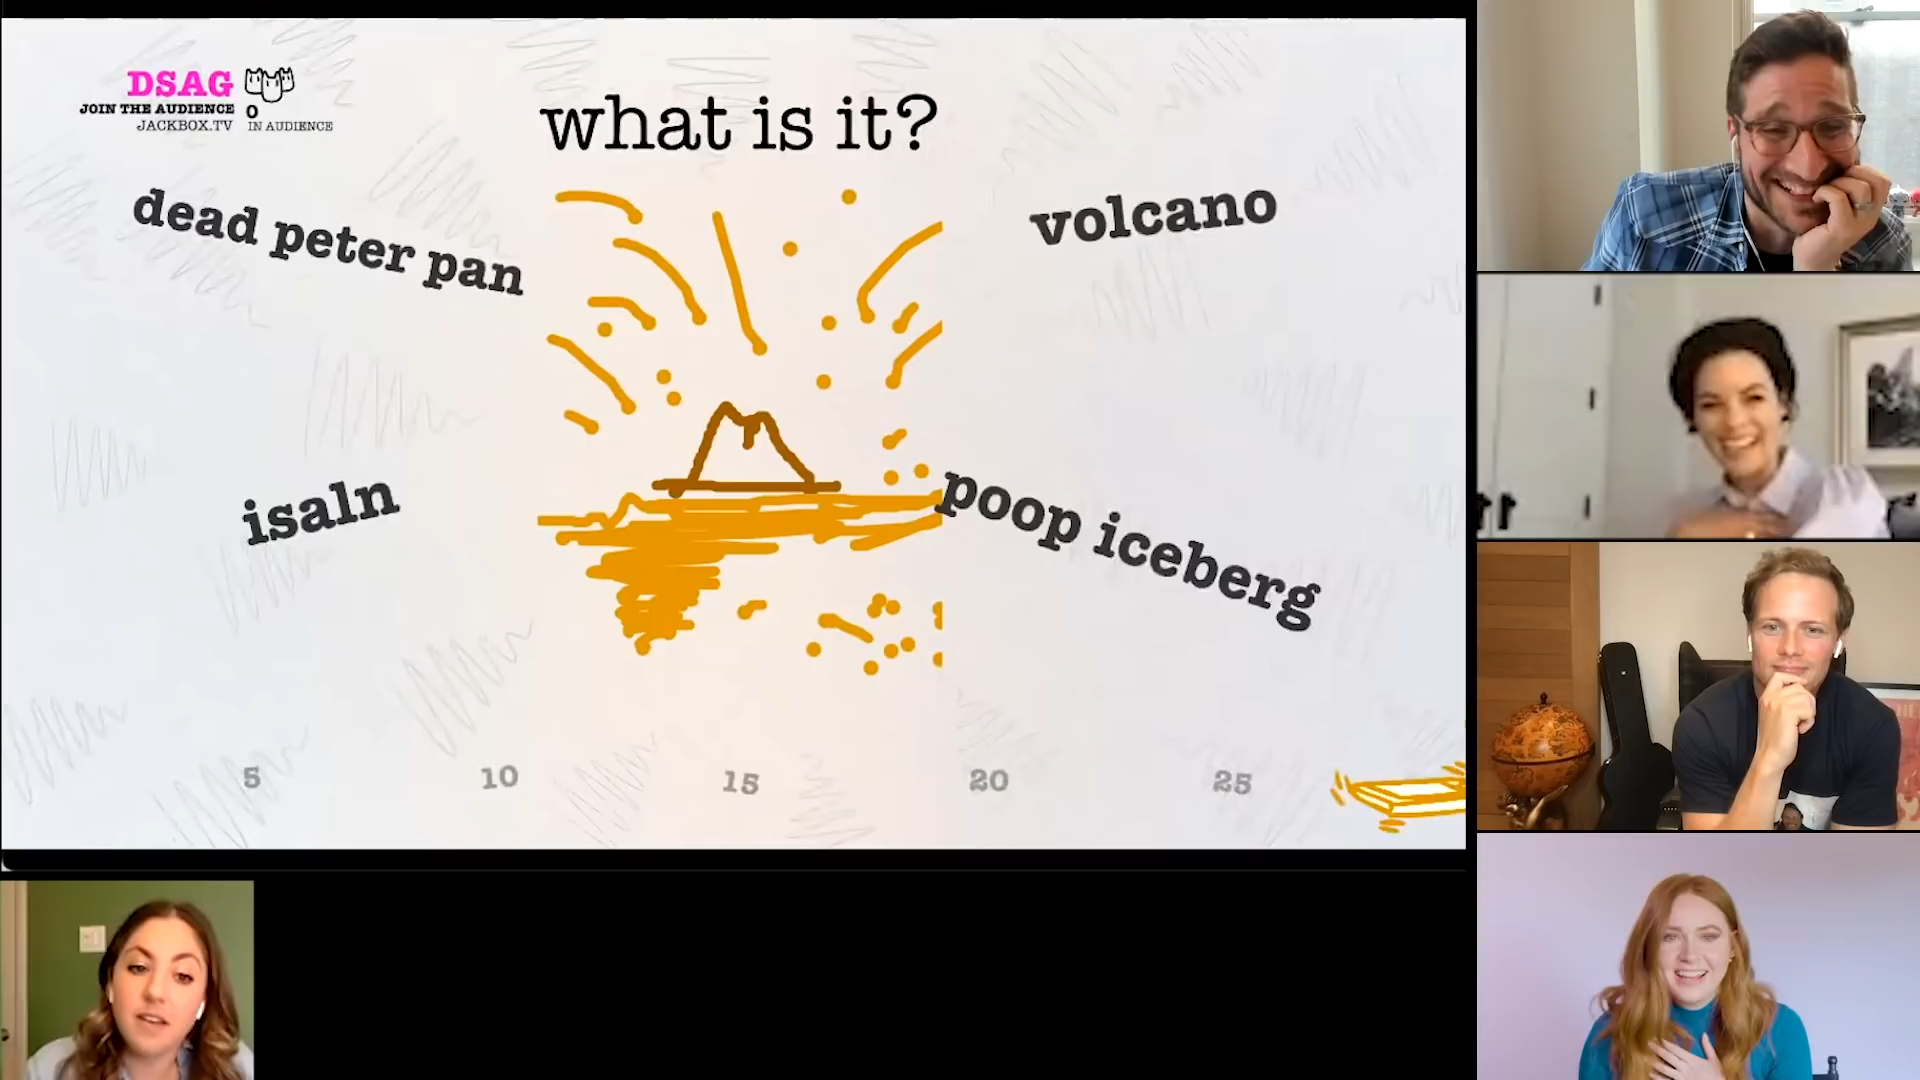 DSAG
JOIN THE AUDIENCE
JACKBOX.TV
0
IN AUDIENCE
what is it?
dead peter pan
volcano
isaln
poop iceberg
5
10
15
20
25